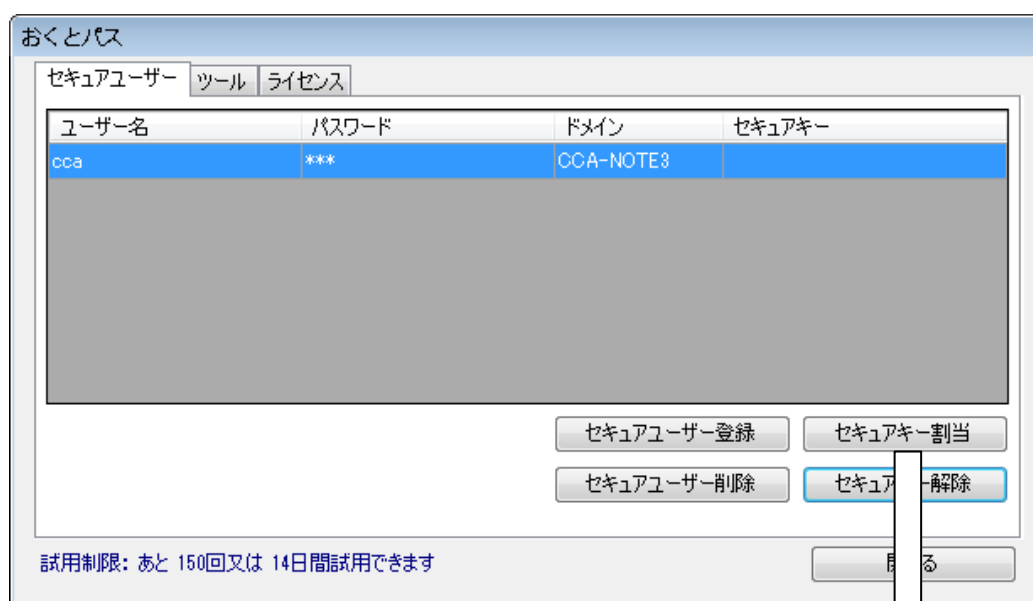 おくとパス
セキュアユーザー ツール ライセンス
ユーザー名 パスワード ドメイン セキュアキー
cca *** CCA-NOTE3
セキュアユーザー登録 セキュアキー割当
セキュアユーザー削除 セキュア ー解除
試用制限: あと 150回又は 14日間試用できます
る